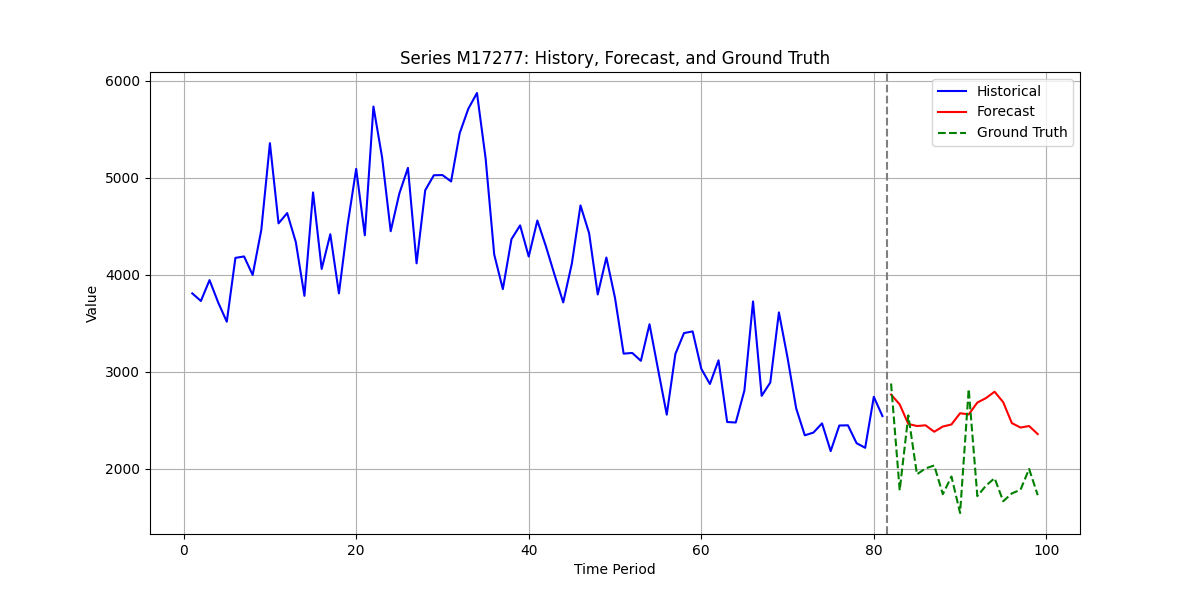 Series M17277: History, Forecast, and Ground Truth
Historical
Forecast
Ground Truth
6000
5000
4000
3000
2000
Value
0
20
40
60
80
100
Time Period